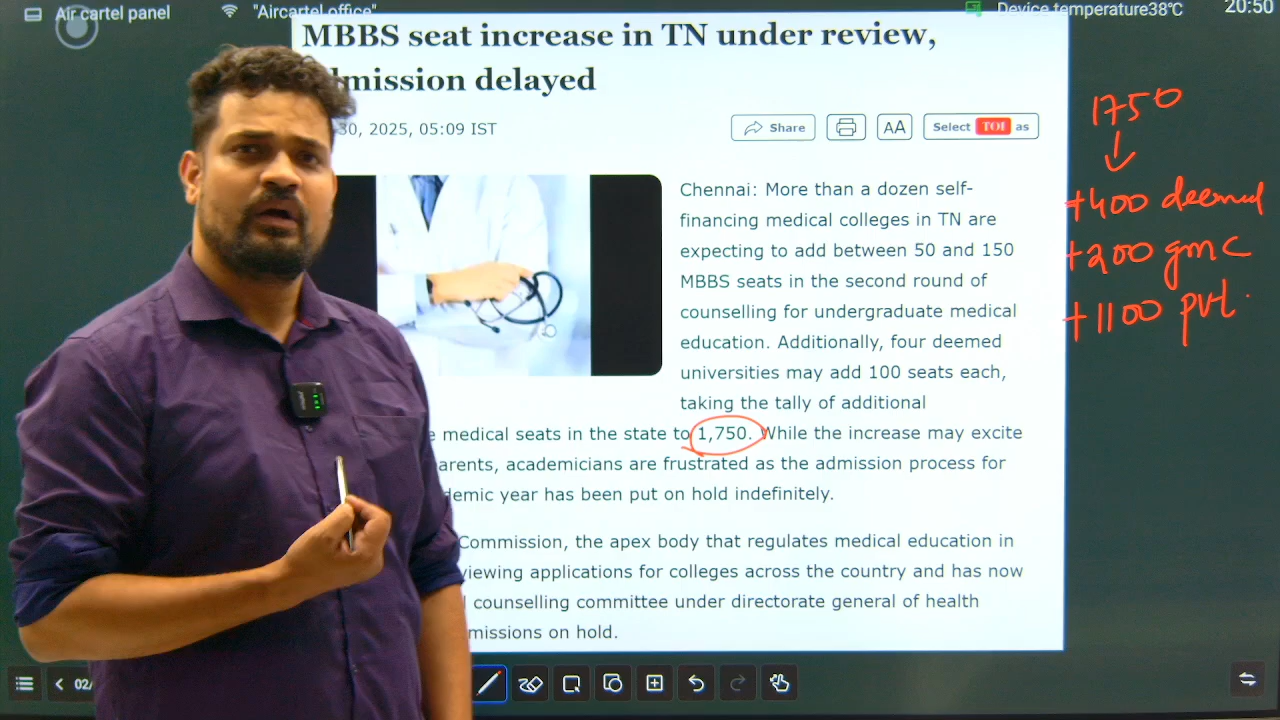 Air cartel panel
"Aircartel office"
Device temperature38℃
20:50
MBBS seat increase in TN under review,
mission delayed
30, 2025, 05:09 IST
Share
AA
Select TOI as
Chennai: More than a dozen self-
financing medical colleges in TN are
expecting to add between 50 and 150
MBBS seats in the second round of
counselling for undergraduate medical
education. Additionally, four deemed
universities may add 100 seats each,
taking the tally of additional
e medical seats in the state to 1,750. While the increase may excite
arents, academicians are frustrated as the admission process for
demic year has been put on hold indefinitely.
Commission, the apex body that regulates medical education in
viewing applications for colleges across the country and has now
counselling committee under directorate general of health
missions on hold.
1750
+400 deemed
+200 gmc
+1100 pvt.
02/